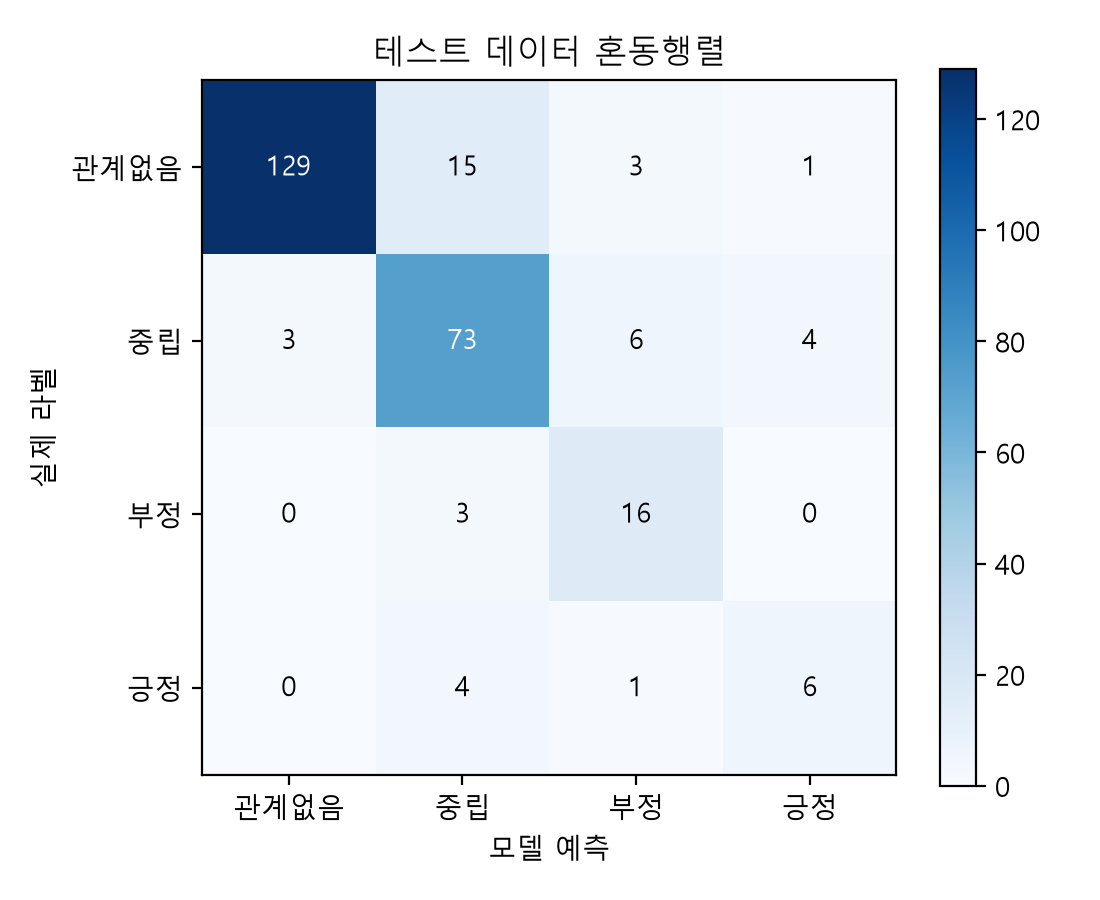 테스트 데이터 혼동행렬
관계없음 129 15 3 1
중립 3 73 6 4
부정 0 3 16 0
긍정 0 4 1 6
관계없음 중립 부정 긍정
모델 예측
실제 라벨
120
100
80
60
40
20
0